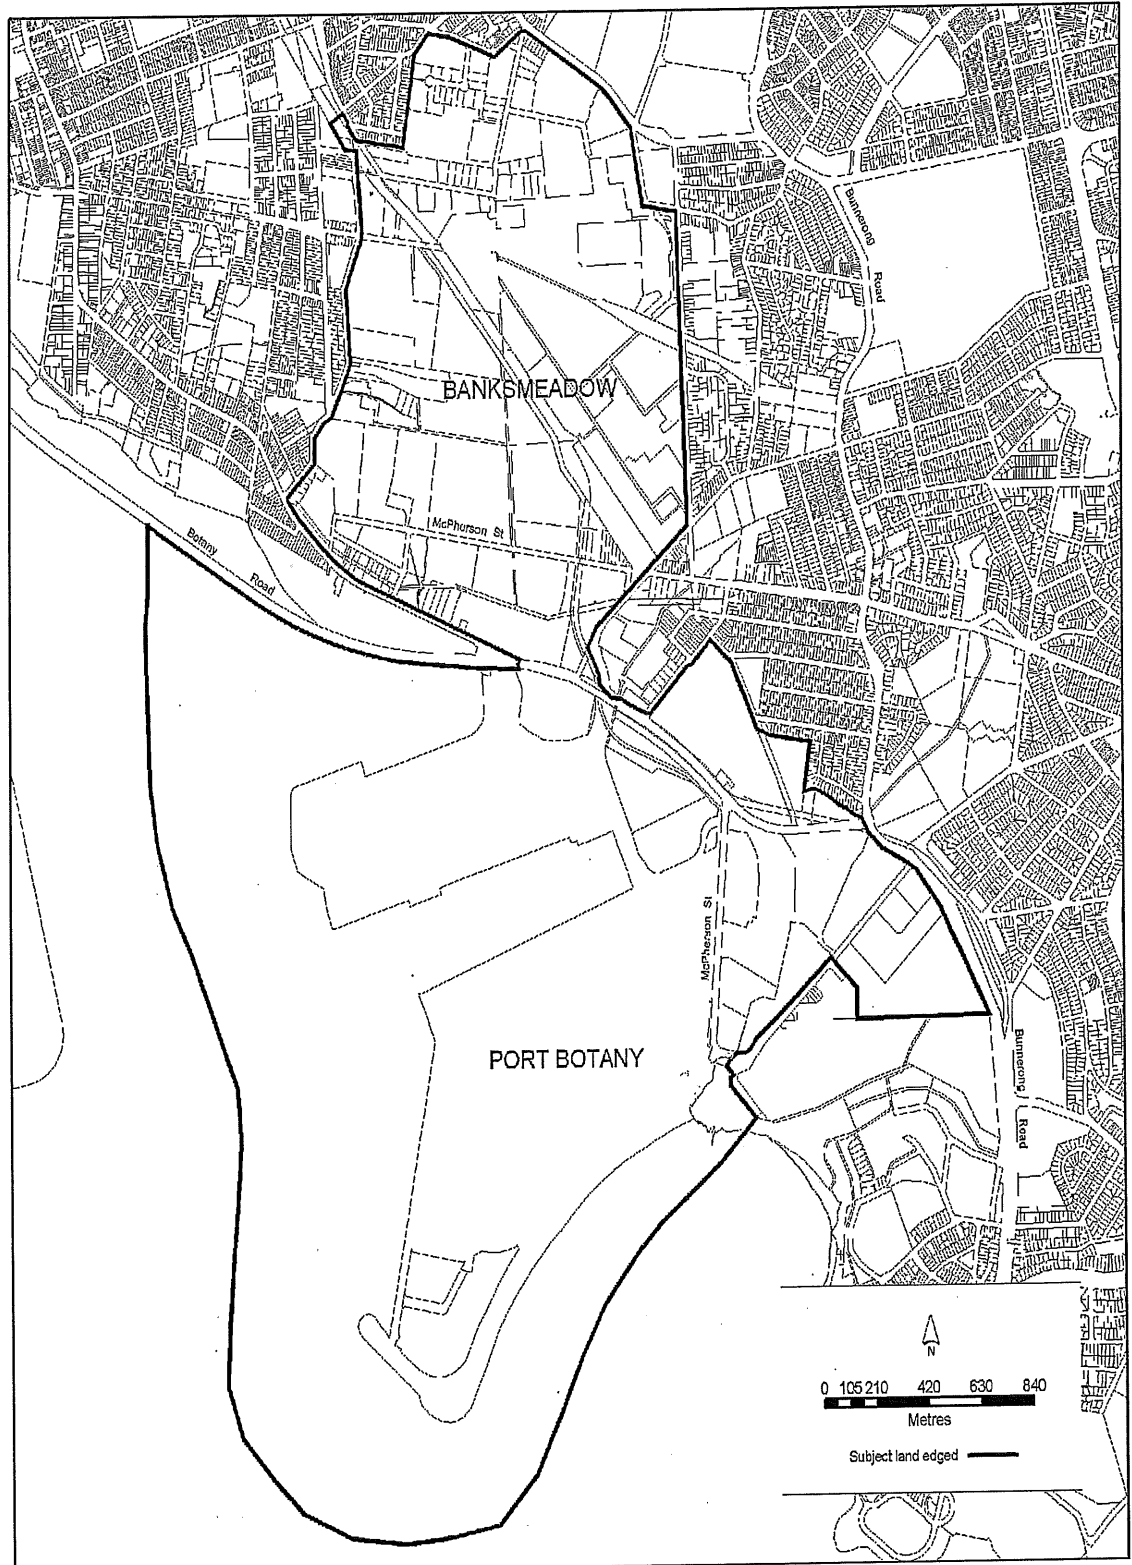 Bunnerong
Road
BANKSMEADOW
McPhurson St
Botany
Road
McPherson St
PORT BOTANY
Bunnerong
Road
N
0 105 210 420 630 840
Metres
Subject land edged